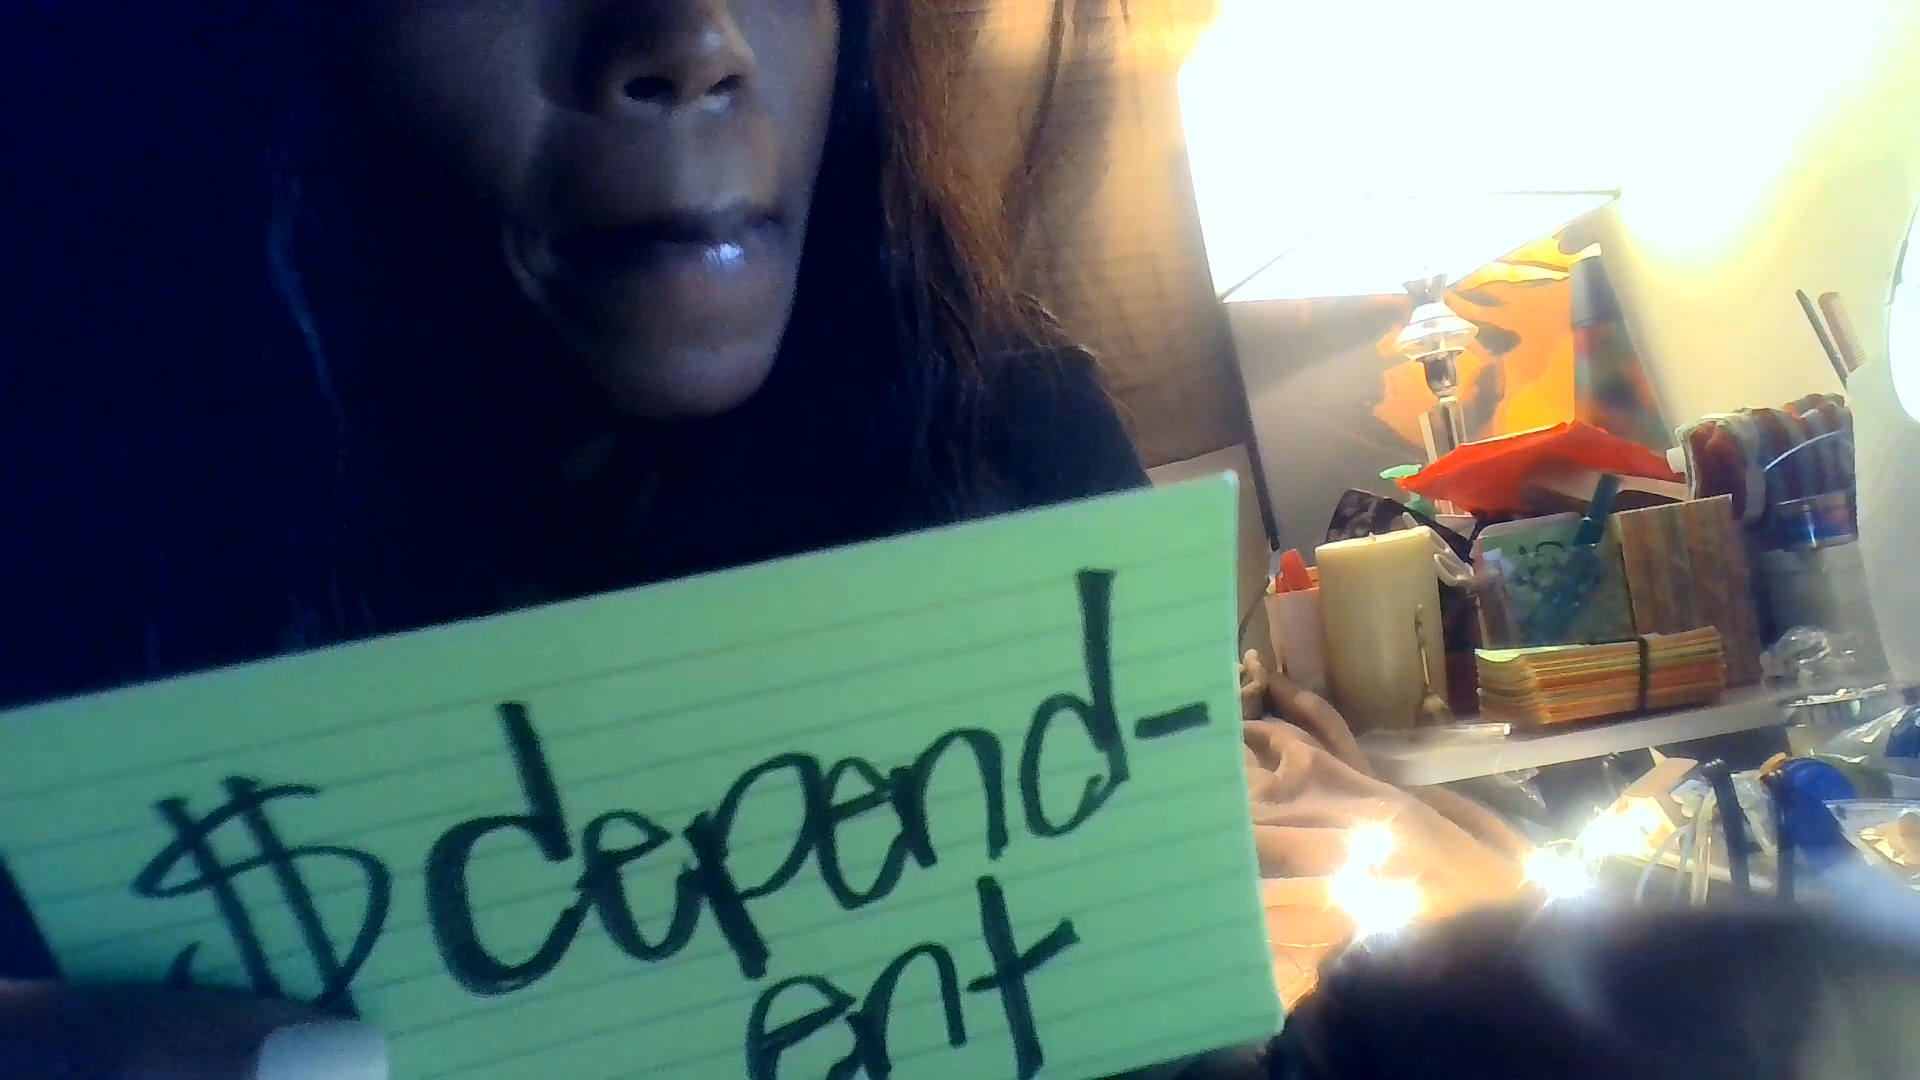 $ depend-
ent